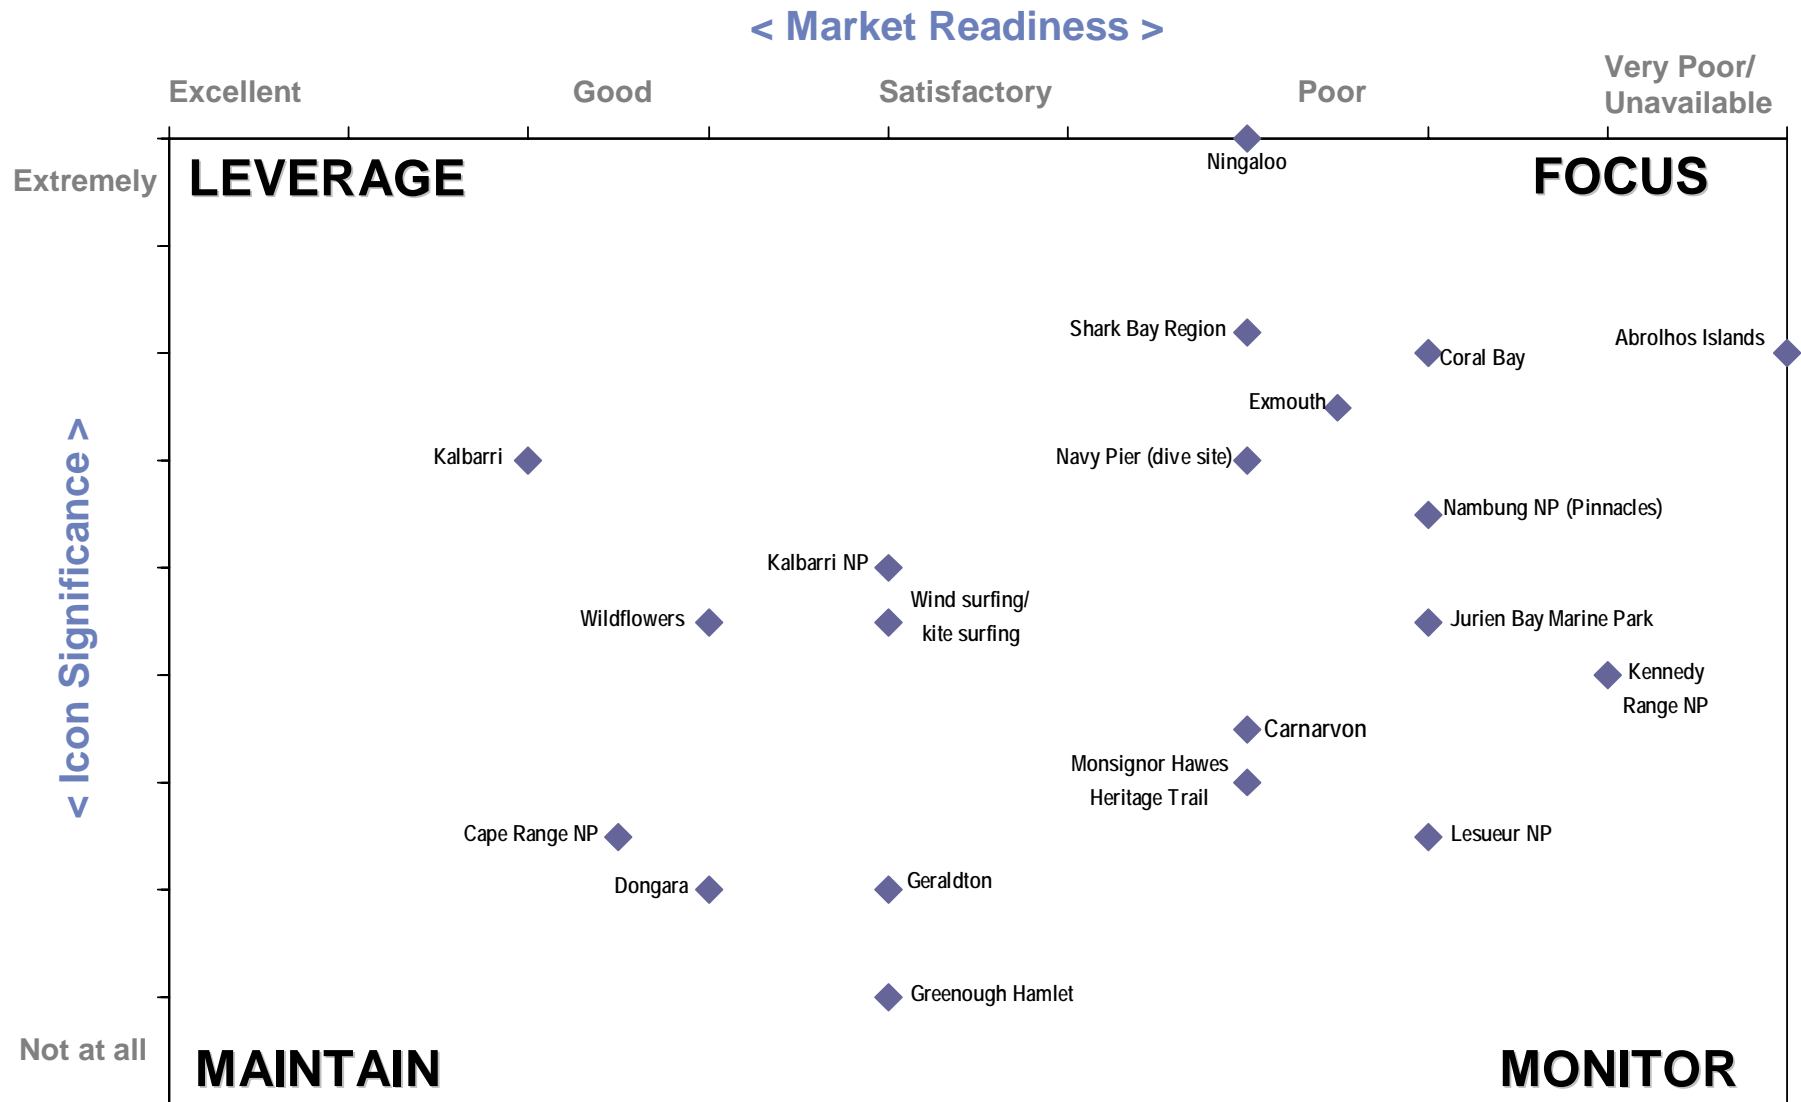 < Market Readiness >
Excellent
Good
Satisfactory
Poor
Very Poor/
Unavailable
Extremely
LEVERAGE
FOCUS
Ningaloo
Shark Bay Region
Coral Bay
Abrolhos Islands
Exmouth
Kalbarri
Navy Pier (dive site)
Nambung NP (Pinnacles)
Kalbarri NP
Wind surfing/
kite surfing
Wildflowers
Jurien Bay Marine Park
Kennedy
Range NP
< Icon Significance >
Carnarvon
Monsignor Hawes
Heritage Trail
Cape Range NP
Lesueur NP
Dongara
Geraldton
Greenough Hamlet
Not at all
MAINTAIN
MONITOR